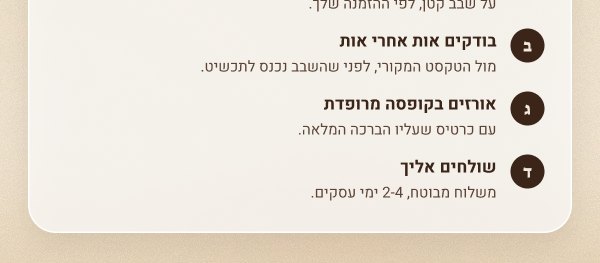 על שבב קטן, לפי ההזמנה שלך.
ב
בודקים אות אחרי אות
מול הטקסט המקורי, לפני שהשבב נכנס לתכשיט.
ג
אורזים בקופסה מרופדת
עם כרטיס שעליו הברכה המלאה.
ד
שולחים אליך
משלוח מבוטח, 2-4 ימי עסקים.